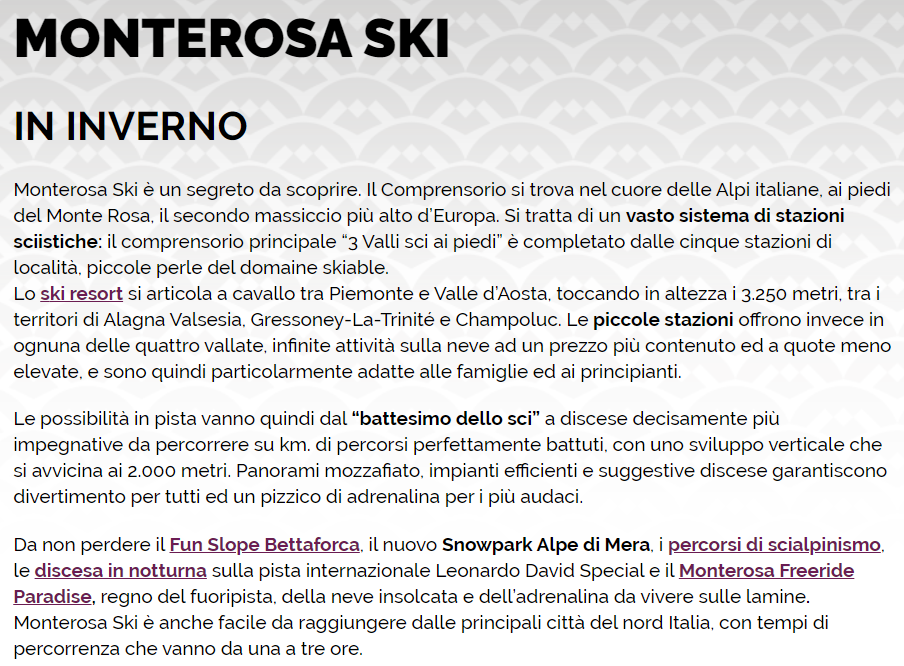 MONTEROSA SKI
IN INVERNO
Monterosa Ski è un segreto da scoprire. Il Comprensorio si trova nel cuore delle Alpi italiane, ai piedi
del Monte Rosa, il secondo massiccio più alto d’Europa. Si tratta di un vasto sistema di stazioni
sciistiche: il comprensorio principale “3 Valli sci ai piedi” è completato dalle cinque stazioni di
località, piccole perle del domaine skiable.
Lo ski resort si articola a cavallo tra Piemonte e Valle d’Aosta, toccando in altezza i 3.250 metri, tra i
territori di Alagna Valsesia, Gressoney-La-Trinité e Champoluc. Le piccole stazioni offrono invece in
ognuna delle quattro vallate, infinite attività sulla neve ad un prezzo più contenuto ed a quote meno
elevate, e sono quindi particolarmente adatte alle famiglie ed ai principianti.
Le possibilità in pista vanno quindi dal “battesimo dello sci” a discese decisamente più
impegnative da percorrere su km. di percorsi perfettamente battuti, con uno sviluppo verticale che
si avvicina ai 2.000 metri. Panorami mozzafiato, impianti efficienti e suggestive discese garantiscono
divertimento per tutti ed un pizzico di adrenalina per i più audaci.
Da non perdere il Fun Slope Bettaforca, il nuovo Snowpark Alpe di Mera, i percorsi di scialpinismo,
le discesa in notturna sulla pista internazionale Leonardo David Special e il Monterosa Freeride
Paradise, regno del fuoripista, della neve insolcata e dell’adrenalina da vivere sulle lamine.
Monterosa Ski è anche facile da raggiungere dalle principali città del nord Italia, con tempi di
percorrenza che vanno da una a tre ore.